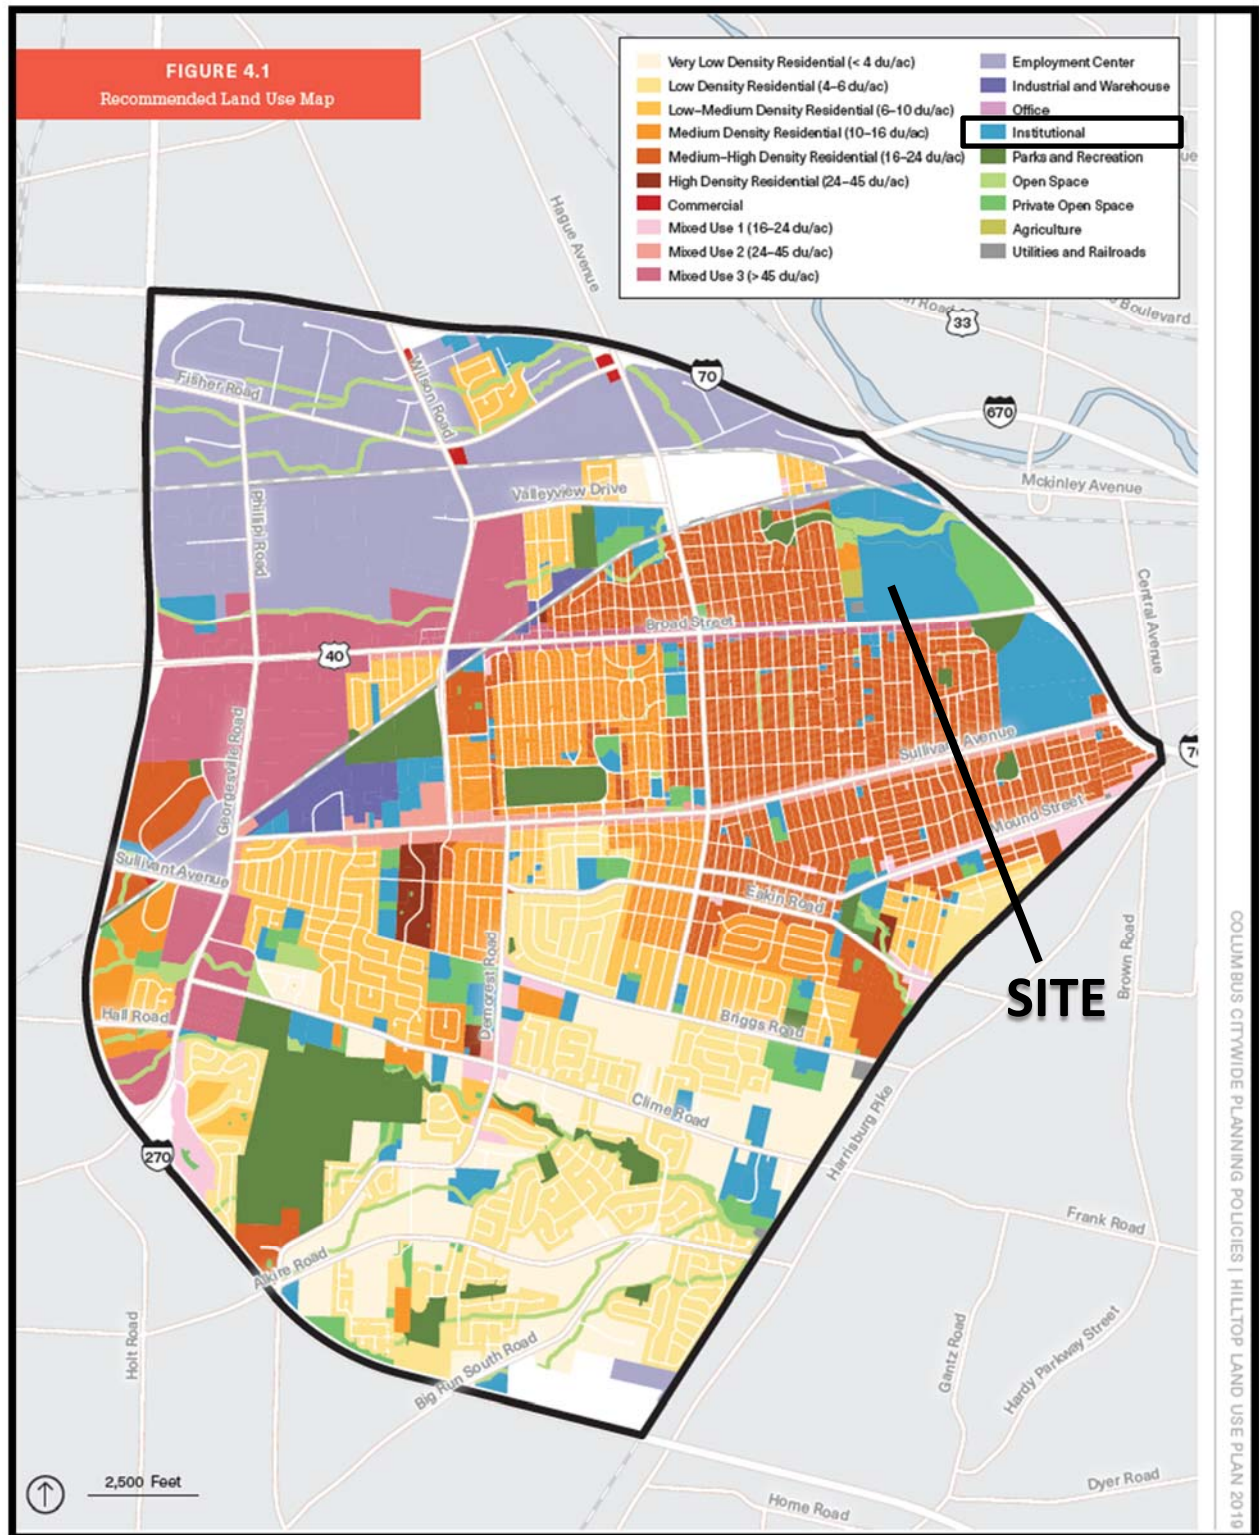 FIGURE 4.1
Recommended Land Use Map
Very Low Density Residential (< 4 du/ac)
Low Density Residential (4–6 du/ac)
Low–Medium Density Residential (6–10 du/ac)
Medium Density Residential (10–16 du/ac)
Medium–High Density Residential (16–24 du/ac)
High Density Residential (24–45 du/ac)
Commercial
Mixed Use 1 (16–24 du/ac)
Mixed Use 2 (24–45 du/ac)
Mixed Use 3 (> 45 du/ac)
Employment Center
Industrial and Warehouse
Office
Institutional
Parks and Recreation
Open Space
Private Open Space
Agriculture
Utilities and Railroads
Hague Avenue
Road
Boulevard
33
70
670
Fisher Road
Wilson Road
Mckinley Avenue
Valleyview Drive
Phillipi Road
Central Avenue
Broad Street
40
Georgesville Road
Sullivant Avenue
70
Mound Street
Sullivant Avenue
Eakin Road
Demorest Road
Brown Road
SITE
Hall Road
Briggs Road
Clime Road
Harrisburg Pike
270
Frank Road
Alkire Road
Holt Road
Big Run South Road
Gantz Road
Hardy Parkway Street
2,500 Feet
Dyer Road
Home Road
COLUMBUS CITYWIDE PLANNING POLICIES | HILLTOP LAND USE PLAN 2019